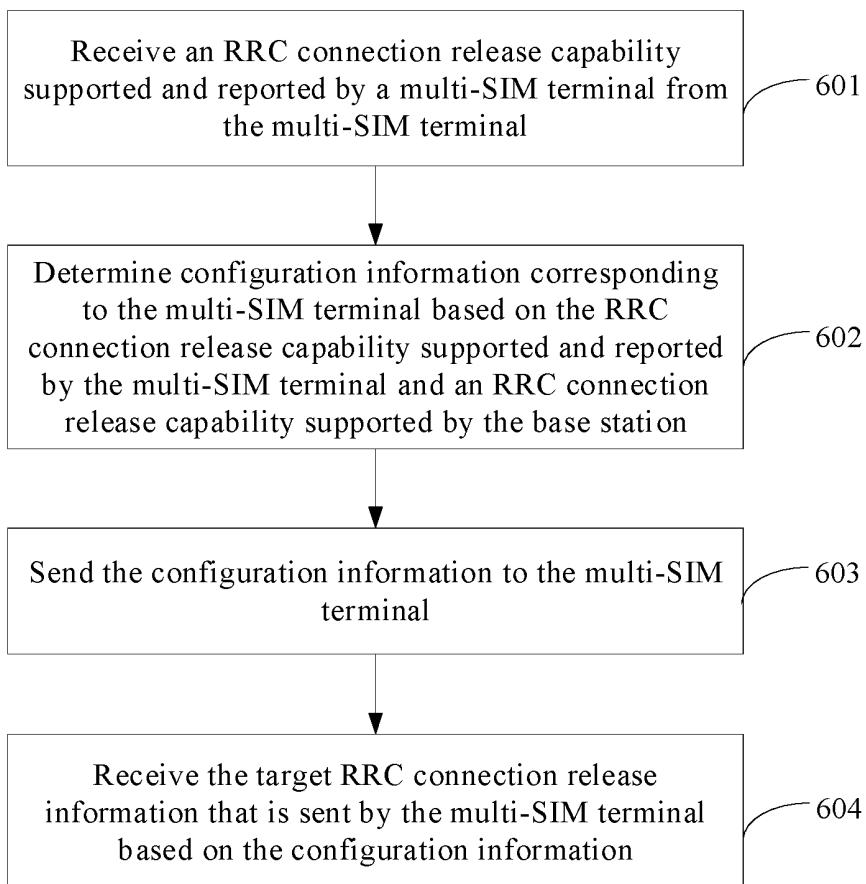 Receive an RRC connection release capability
supported and reported by a multi-SIM terminal from
the multi-SIM terminal
601
Determine configuration information corresponding
to the multi-SIM terminal based on the RRC
connection release capability supported and reported
by the multi-SIM terminal and an RRC connection
release capability supported by the base station
602
Send the configuration information to the multi-SIM
terminal
603
Receive the target RRC connection release
information that is sent by the multi-SIM terminal
based on the configuration information
604